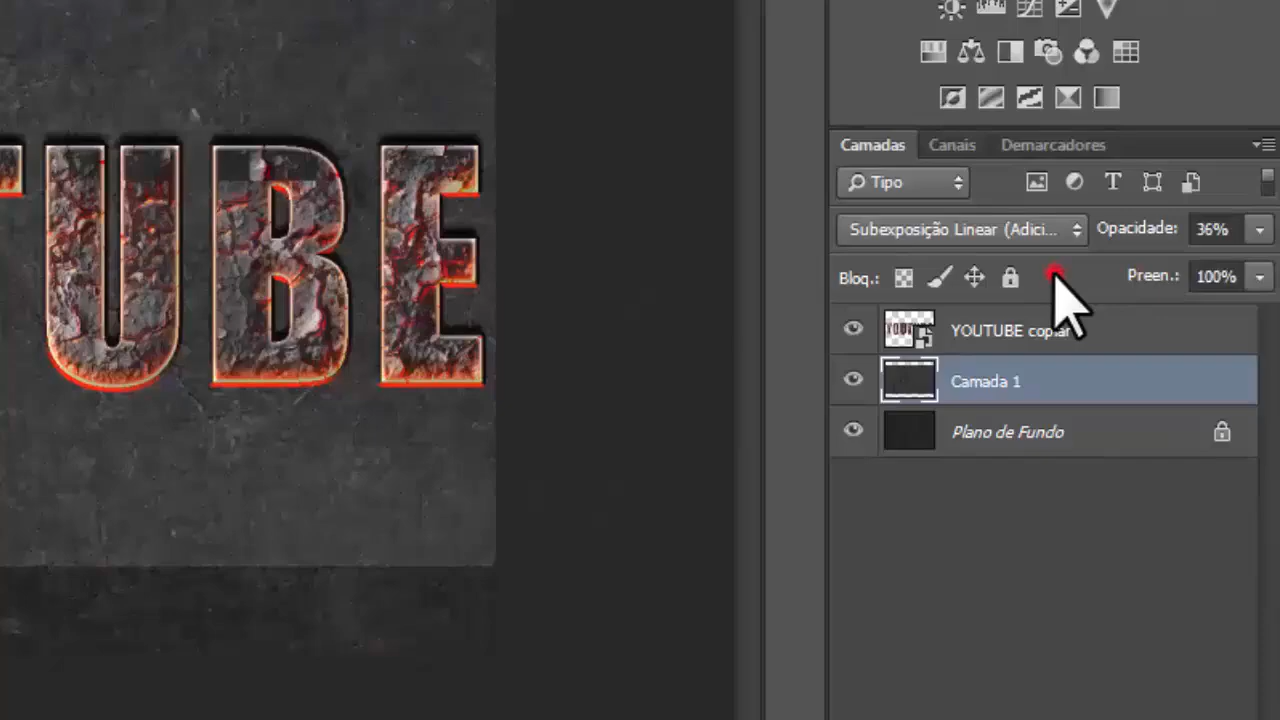 TUBE
Camadas Canais Demarcadores
Tipo
Subexposição Linear (Adici... Opacidade: 36%
Bloq.: Preen.: 100%
YOUTUBE copiar
Camada 1
Plano de Fundo